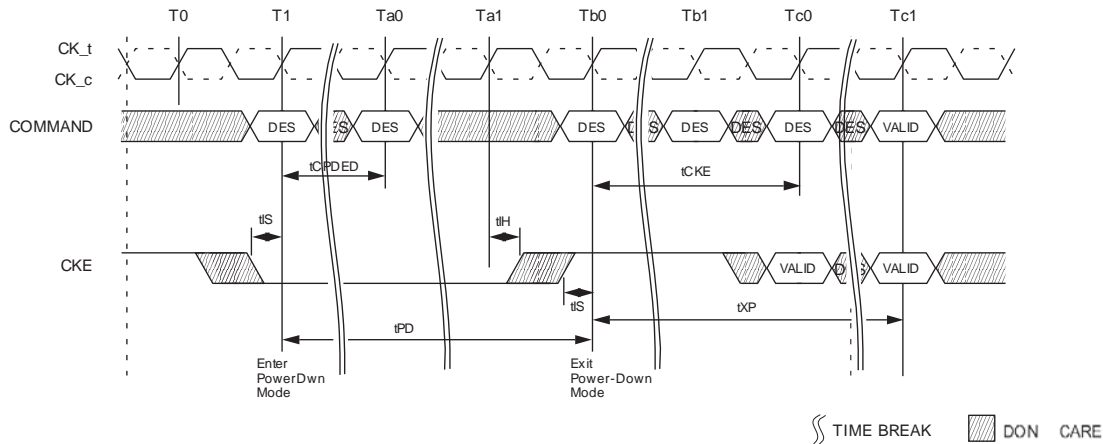 T0 T1 Ta0 Ta1 Tb0 Tb1 Tc0 Tc1
CK_t
CK_c
COMMAND DES DES DES DES DES DES DES VALID
tCPDED tCKE
tIS tIH
CKE VALID VALID
tIS
tXP
tPD
Enter
PowerDwn
Mode
Exit
Power-Down
Mode
TIME BREAK DON CARE